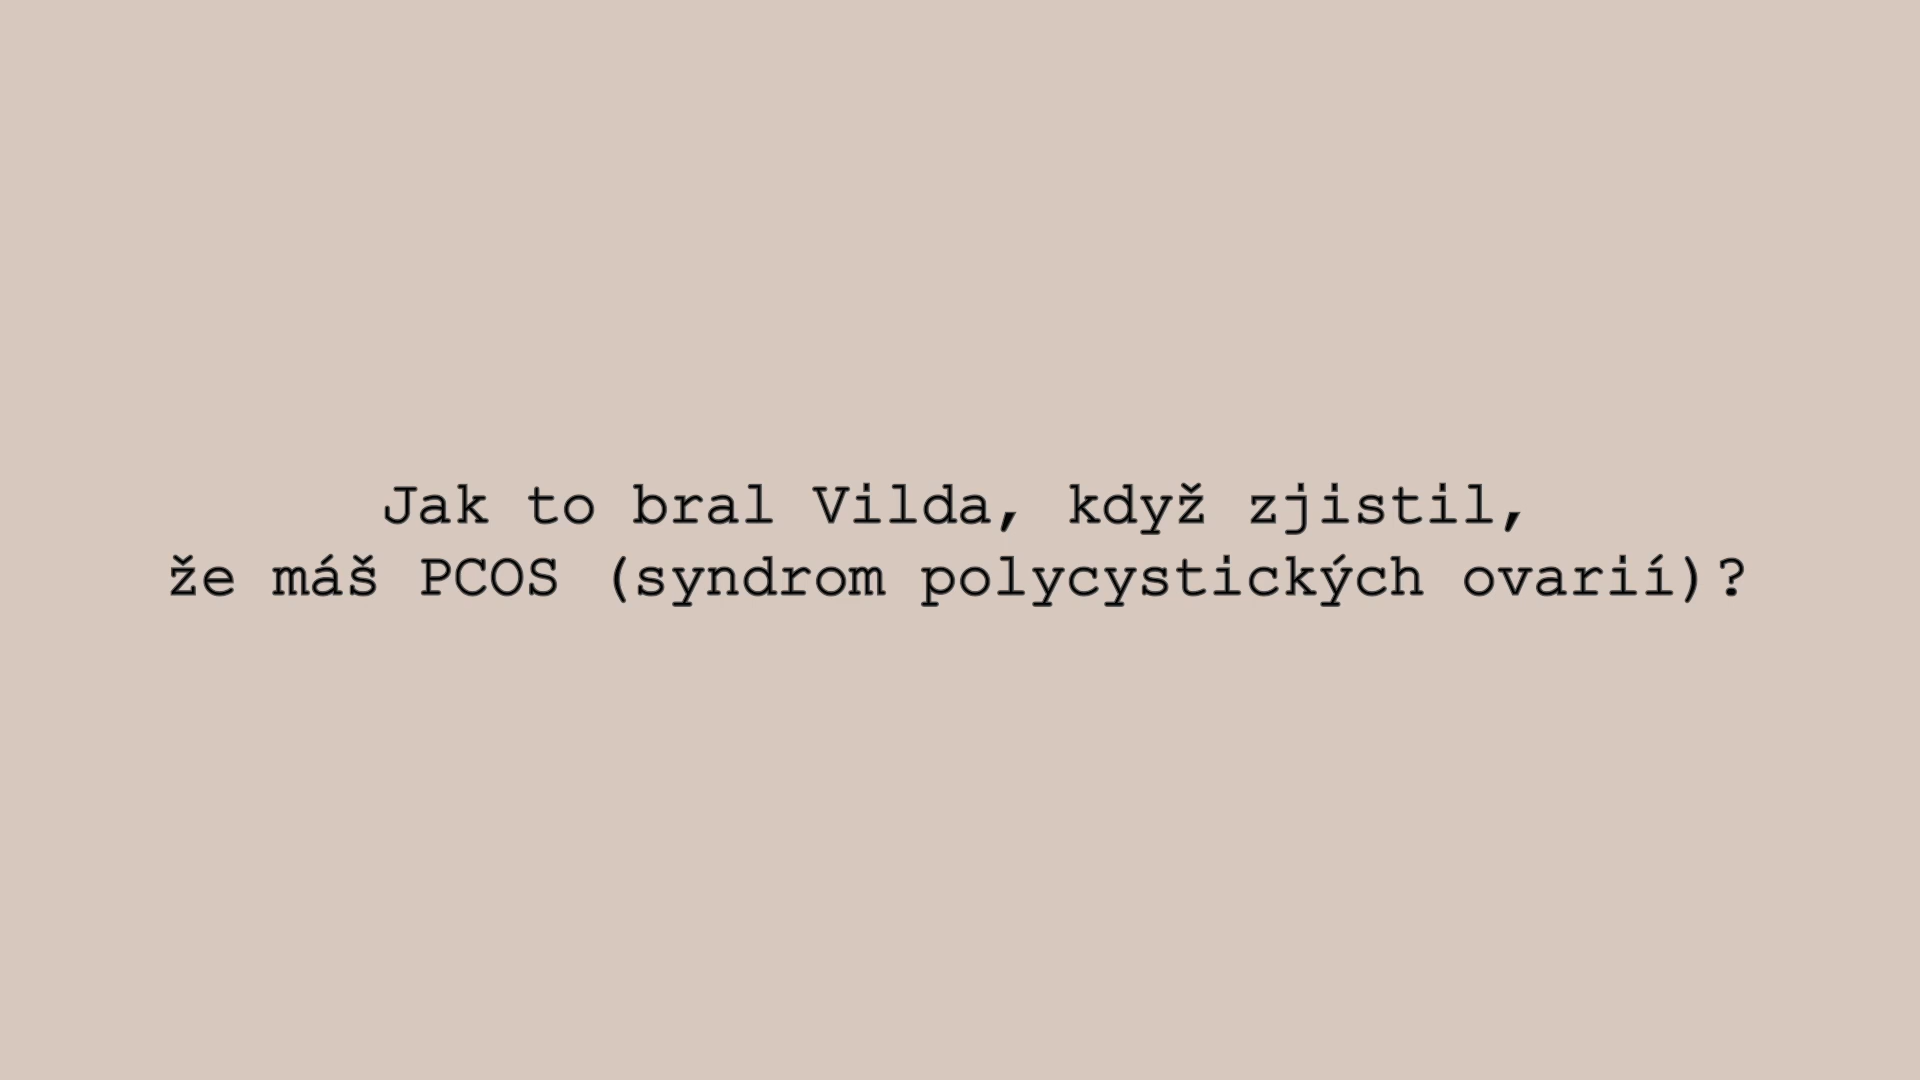 Jak to bral Vilda, když zjistil,
že máš PCOS (syndrom polycystických ovarií)?